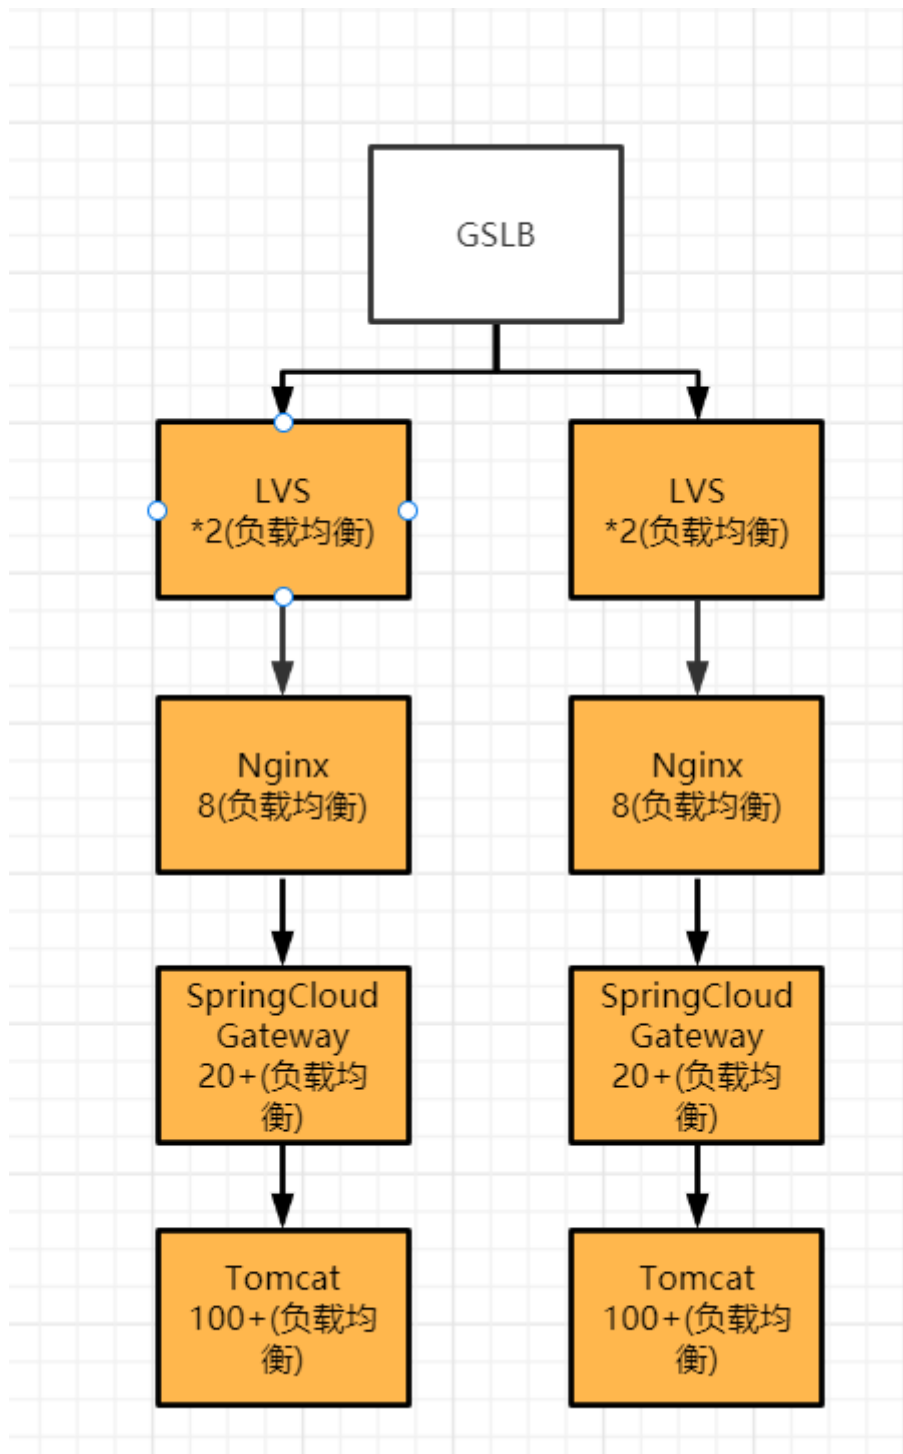 GSLB
LVS
*2(负载均衡)
LVS
*2(负载均衡)
Nginx
8(负载均衡)
Nginx
8(负载均衡)
SpringCloud
Gateway
20+(负载均
衡)
SpringCloud
Gateway
20+(负载均
衡)
Tomcat
100+(负载均
衡)
Tomcat
100+(负载均
衡)